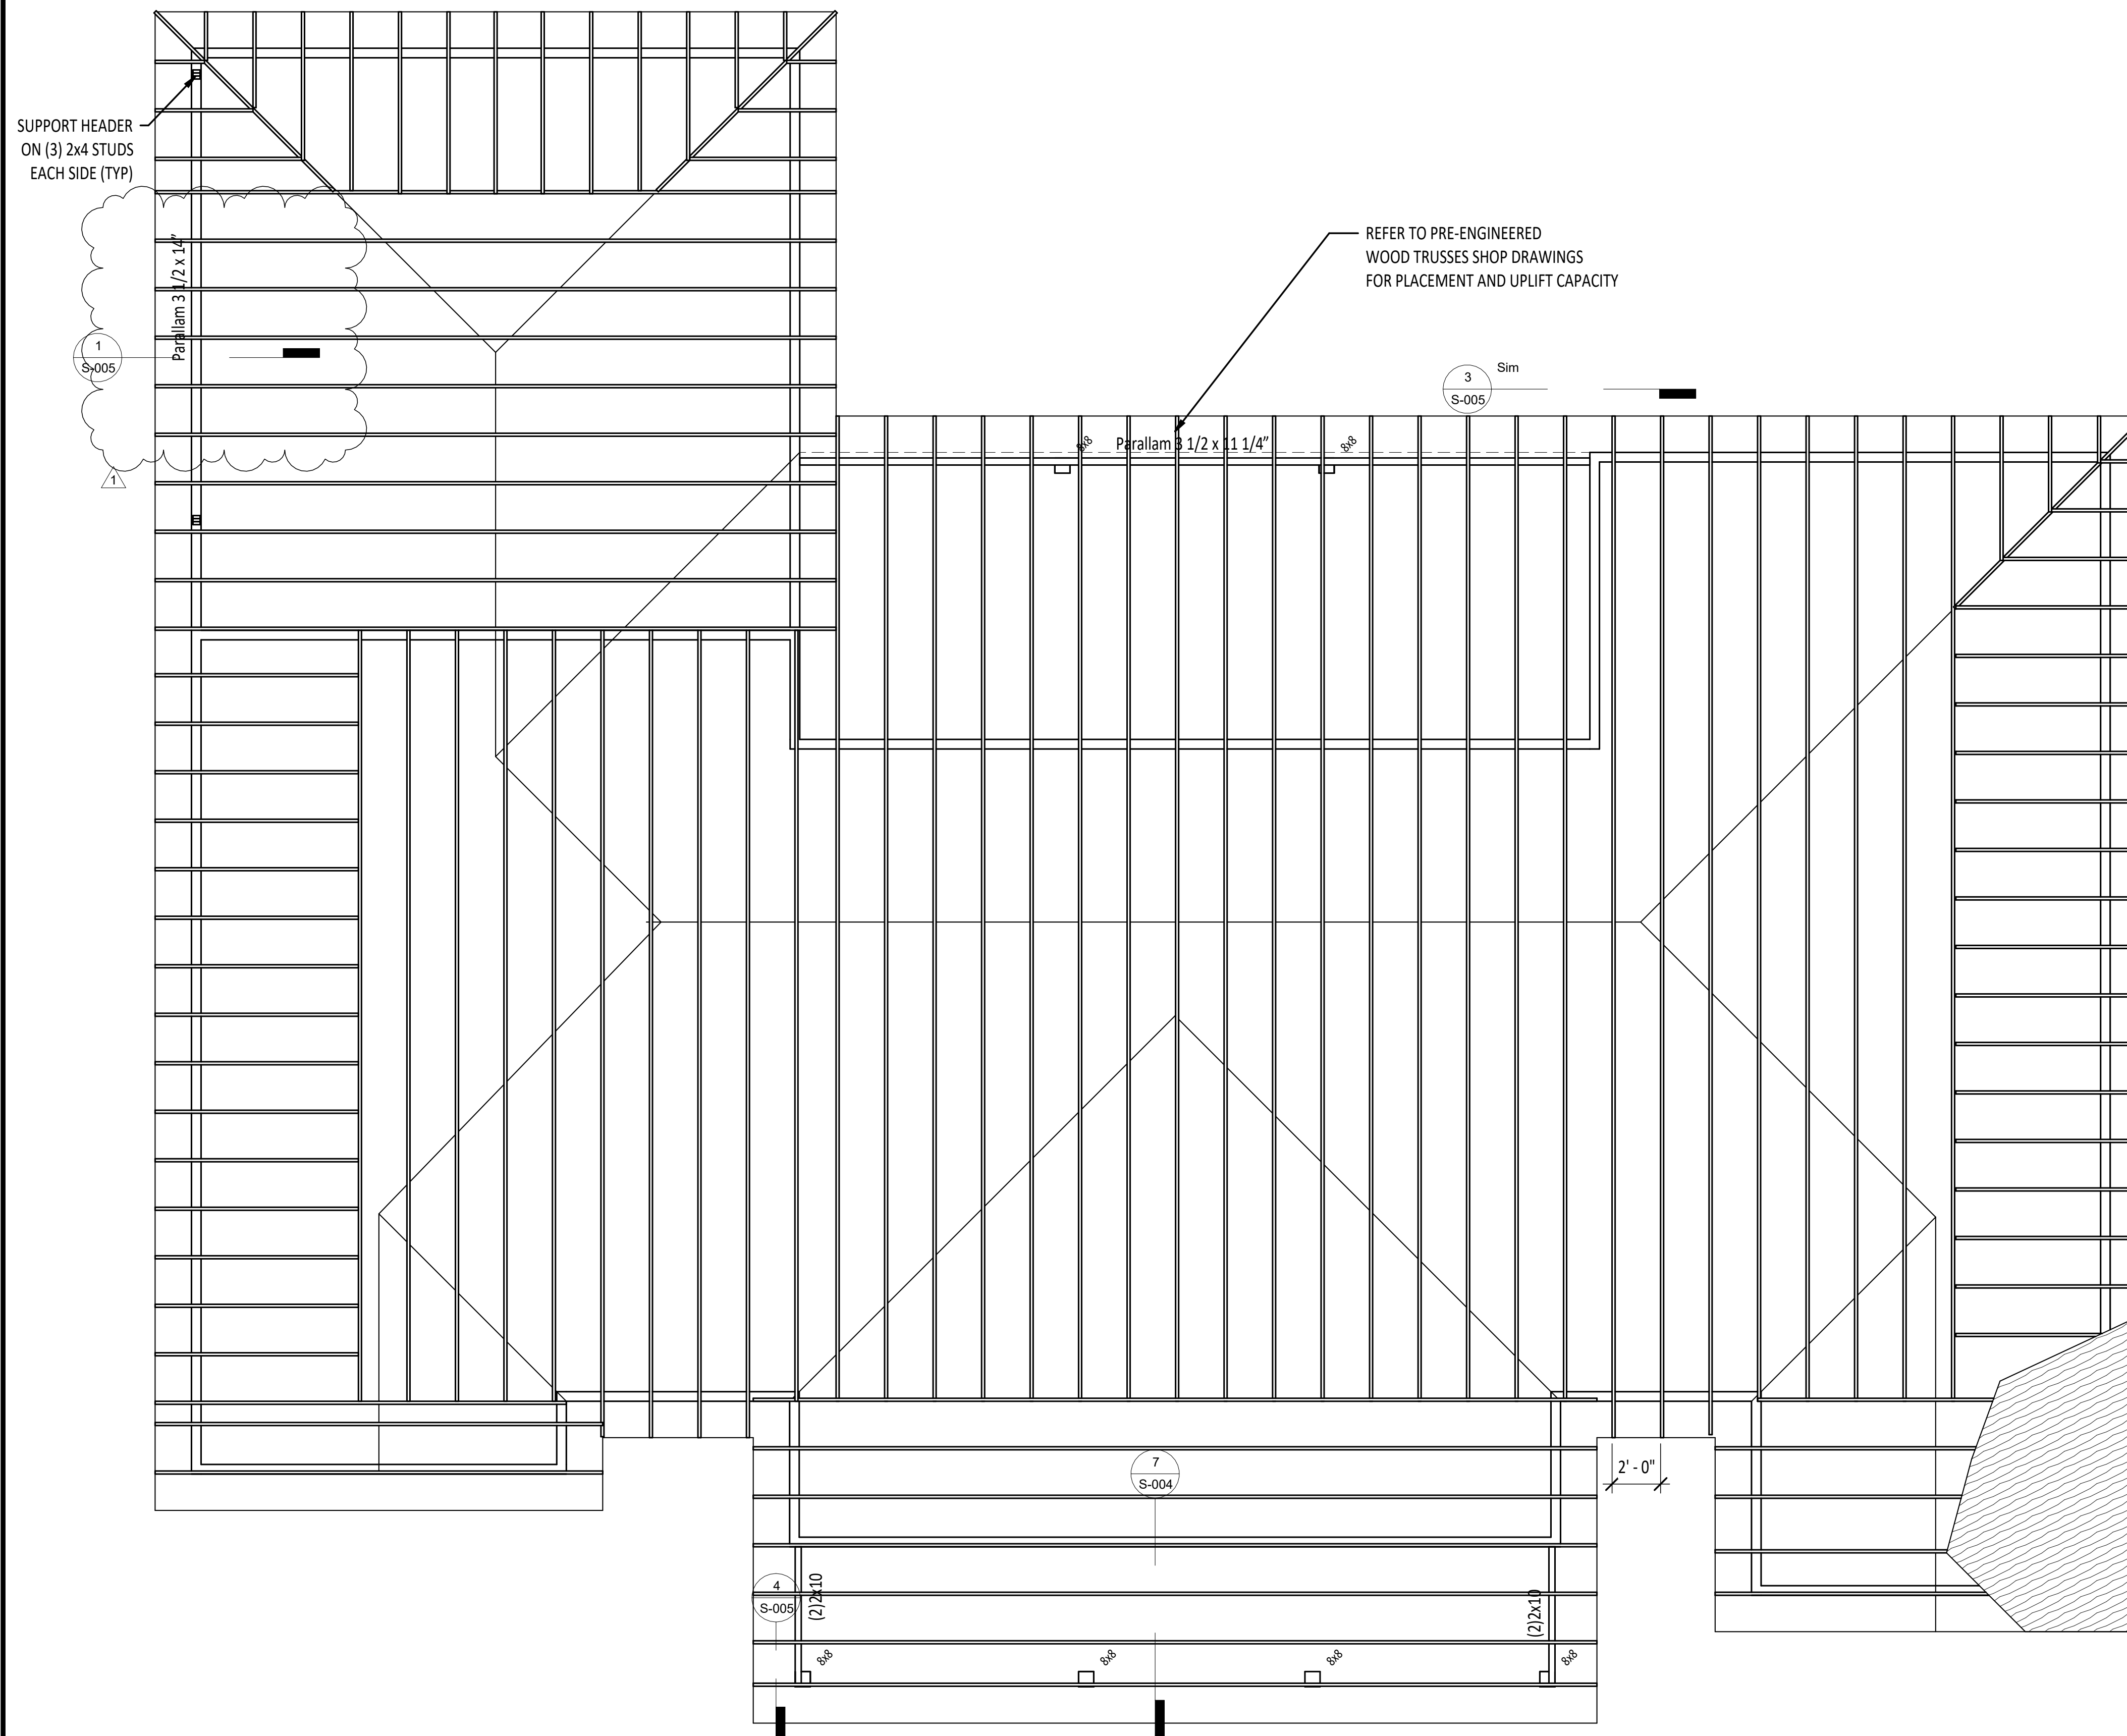 SUPPORT HEADER
ON (3) 2x4 STUDS
EACH SIDE (TYP)
Parallam 3 1/2 x 14"
1
S-005
1
REFER TO PRE-ENGINEERED
WOOD TRUSSES SHOP DRAWINGS
FOR PLACEMENT AND UPLIFT CAPACITY
3
S-005
Sim
8x8
Parallam 3 1/2 x 11 1/4"
8x8
2' - 0"
7
S-004
4
S-005
(2)2x10
(2)2x10
8x8
8x8
8x8
8x8